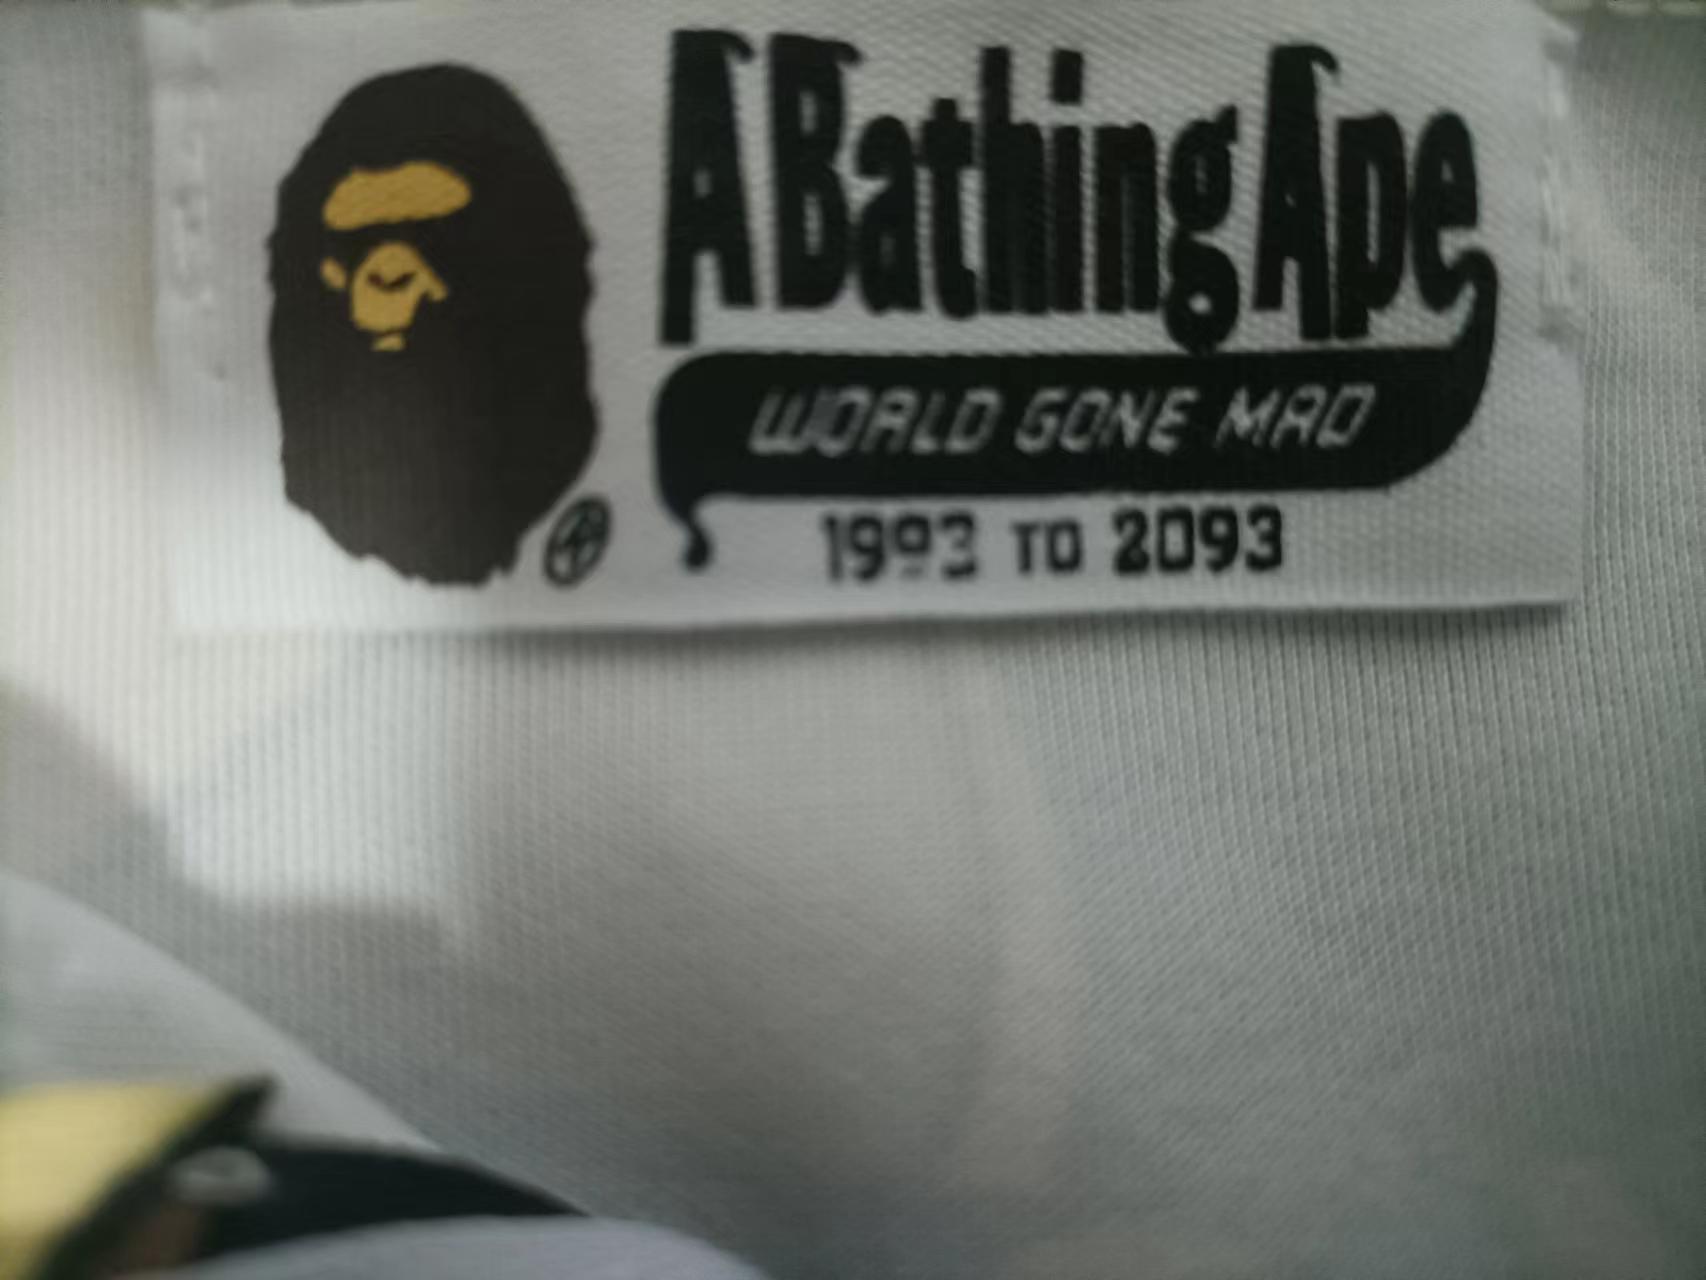 A Bathing Ape
WORLD GONE MAD
1993 TO 2093